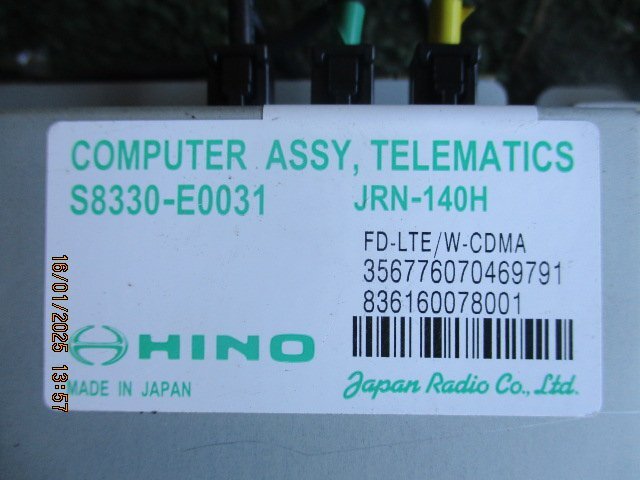 COMPUTER ASSY, TELEMATICS
S8330-E0031 JRN-140H
FD-LTE/W-CDMA
356776070469791
836160078001
HINO
MADE IN JAPAN
Japan Radio Co., Ltd.
16/01/2025 13:57